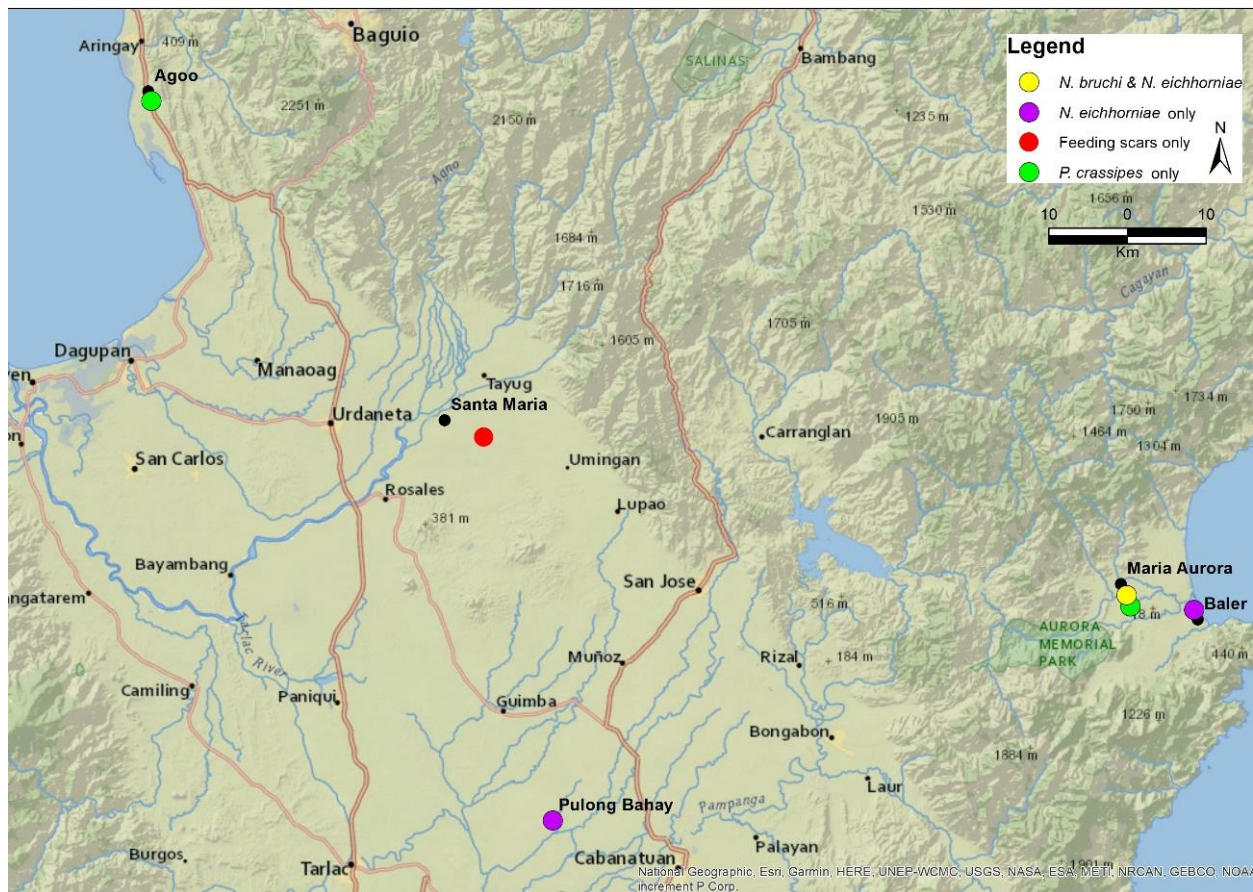 Baguio
Aringay
409 m
Agoo
SALINAS
Bambang
2251 m
2150 m
1235 m
Agno
1530 m
1656 m
Legend
N. bruchi & N. eichhorniae
N. eichhorniae only
Feeding scars only
P. crassipes only
N
10 0 10
Km
1684 m
1716 m
Cagayan
1705 m
1605 m
Dagupan
Manaoag
Tayug
Santa Maria
Urdaneta
1905 m
1750 m
1734 m
1464 m
1304 m
Carranglan
San Carlos
Umingan
Rosales
381 m
Lupao
Bayambang
San Jose
516 m
Maria Aurora
Baler
AURORA
MEMORIAL
PARK
440 m
Tarlac River
Muñoz
Rizal
184 m
Camiling
Paniqui
Guimba
1226 m
Bongabon
1884 m
Laur
Pulong Bahay
Pampanga
Palayan
Burgos
Tarlac
Cabanatuan
1901 m
National Geographic, Esri, Garmin, HERE, UNEP-WCMC, USGS, NASA, ESA, METI, NRCAN, GEBCO, NOAA,
increment P Corp.